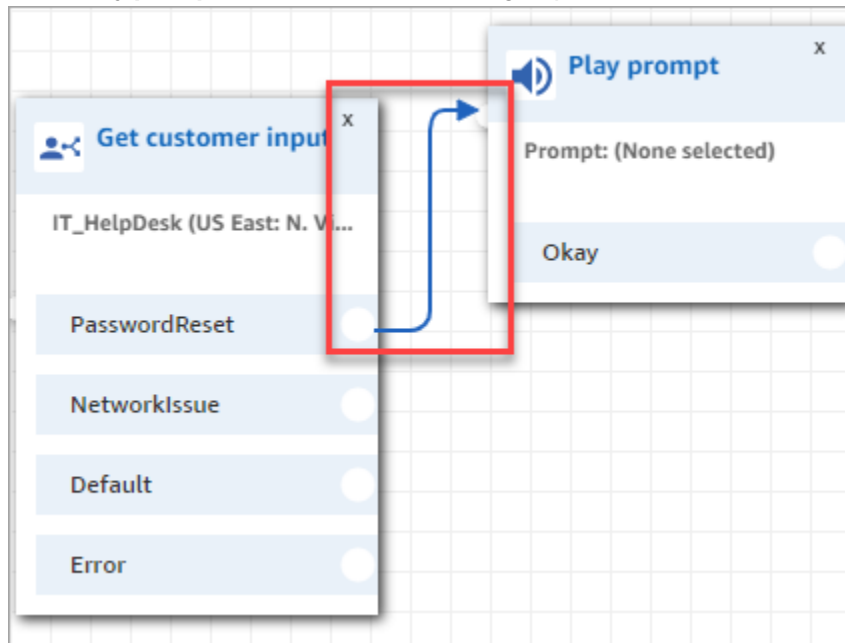 Get customer input
x
IT_HelpDesk (US East: N. Vi...
PasswordReset
NetworkIssue
Default
Error
Play prompt
x
Prompt: (None selected)
Okay